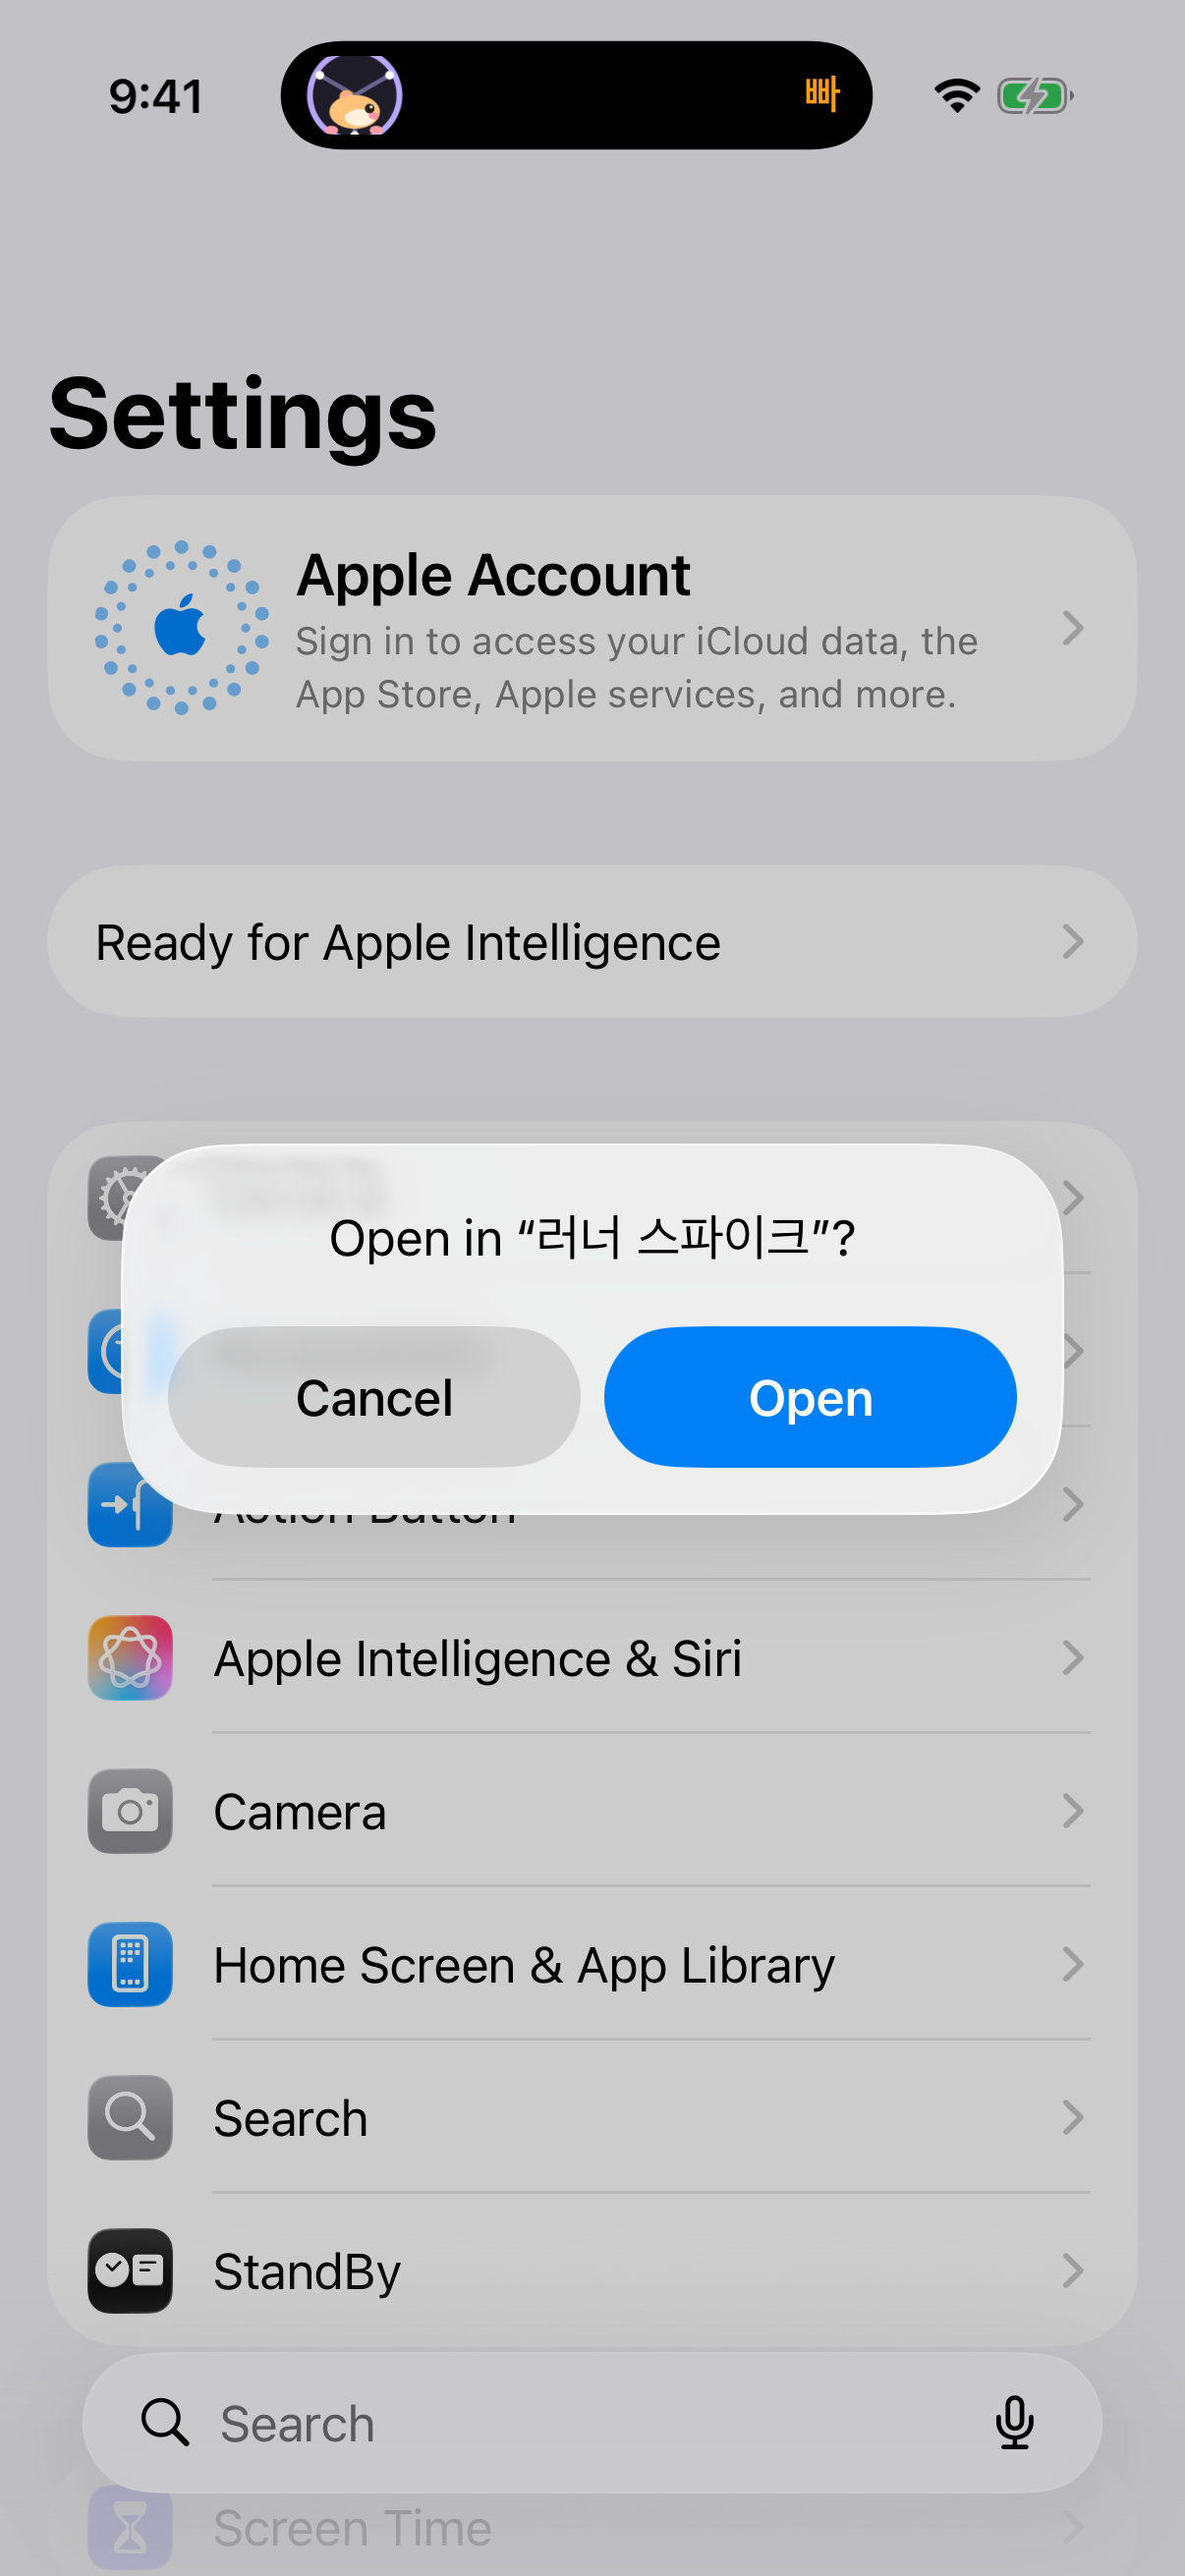 9:41
빠
Settings
Apple Account
Sign in to access your iCloud data, the
App Store, Apple services, and more.
Ready for Apple Intelligence
Open in “러너 스파이크”?
Cancel
Open
Action Button
Apple Intelligence & Siri
Camera
Home Screen & App Library
Search
StandBy
Search
Screen Time